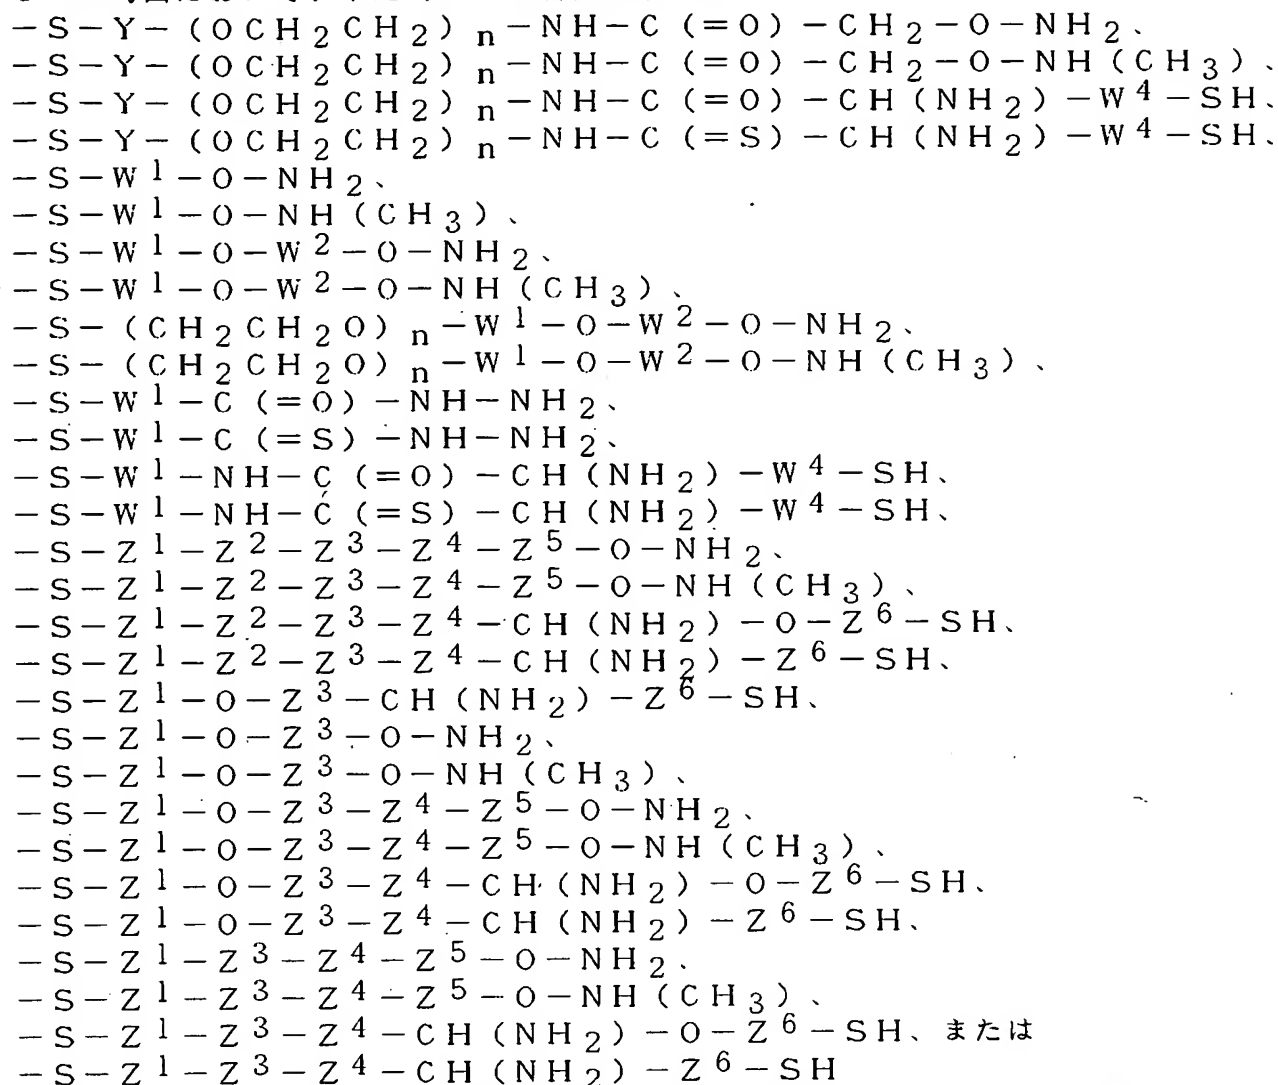 －S－Y－（OCH2CH2）n－NH－C（＝O）－CH2－O－NH2、
－S－Y－（OCH2CH2）n－NH－C（＝O）－CH2－O－NH（CH3）、
－S－Y－（OCH2CH2）n－NH－C（＝O）－CH（NH2）－W4－SH、
－S－Y－（OCH2CH2）n－NH－C（＝S）－CH（NH2）－W4－SH、
－S－W1－O－NH2、
－S－W1－O－NH（CH3）、
－S－W1－O－W2－O－NH2、
－S－W1－O－W2－O－NH（CH3）、
－S－（CH2CH2O）n－W1－O－W2－O－NH2、
－S－（CH2CH2O）n－W1－O－W2－O－NH（CH3）、
－S－W1－C（＝O）－NH－NH2、
－S－W1－C（＝S）－NH－NH2、
－S－W1－NH－C（＝O）－CH（NH2）－W4－SH、
－S－W1－NH－C（＝S）－CH（NH2）－W4－SH、
－S－Z1－Z2－Z3－Z4－Z5－O－NH2、
－S－Z1－Z2－Z3－Z4－Z5－O－NH（CH3）、
－S－Z1－Z2－Z3－Z4－CH（NH2）－O－Z6－SH、
－S－Z1－Z2－Z3－Z4－CH（NH2）－Z6－SH、
－S－Z1－O－Z3－CH（NH2）－Z6－SH、
－S－Z1－O－Z3－O－NH2、
－S－Z1－O－Z3－O－NH（CH3）、
－S－Z1－O－Z3－Z4－Z5－O－NH2、
－S－Z1－O－Z3－Z4－Z5－O－NH（CH3）、
－S－Z1－O－Z3－Z4－CH（NH2）－O－Z6－SH、
－S－Z1－O－Z3－Z4－CH（NH2）－Z6－SH、
－S－Z1－Z3－Z4－Z5－O－NH2、
－S－Z1－Z3－Z4－Z5－O－NH（CH3）、
－S－Z1－Z3－Z4－CH（NH2）－O－Z6－SH、または
－S－Z1－Z3－Z4－CH（NH2）－Z6－SH